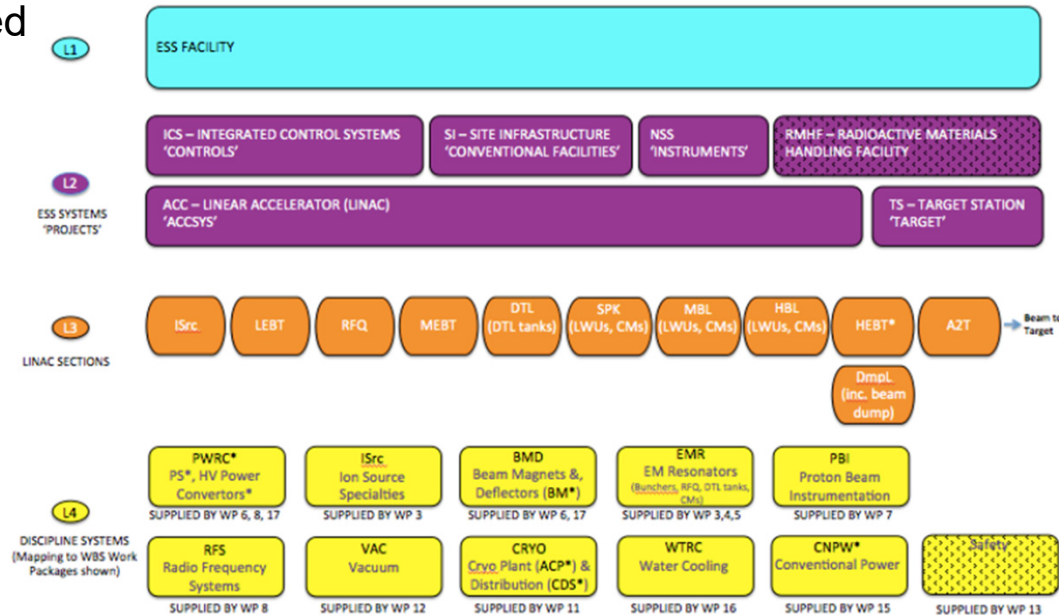 ed
L1
ESS FACILITY
ICS – INTEGRATED CONTROL SYSTEMS
'CONTROLS'
SI – SITE INFRASTRUCTURE
'CONVENTIONAL FACILITIES'
NSS
'INSTRUMENTS'
RMHF – RADIOACTIVE MATERIALS
HANDLING FACILITY
L2
ESS SYSTEMS
'PROJECTS'
ACC – LINEAR ACCELERATOR (LINAC)
'ACCSYS'
TS – TARGET STATION
'TARGET'
L3
LINAC SECTIONS
ISrc
LEBT
RFQ
MEBT
DTL
(DTL tanks)
SPK
(LWUs, CMs)
MBL
(LWUs, CMs)
HBL
(LWUs, CMs)
HEBT*
A2T
Beam to
Target
DmpL
(inc. beam
dump)
PWRC*
PS*, HV Power
Convertors*
SUPPLIED BY WP 6, 8, 17
ISrc
Ion Source
Specialties
SUPPLIED BY WP 3
BMD
Beam Magnets &,
Deflectors (BM*)
SUPPLIED BY WP 6, 17
EMR
EM Resonators
(Bunchers, RFQ, DTL tanks,
CMs)
SUPPLIED BY WP 3,4,5
PBI
Proton Beam
Instrumentation
SUPPLIED BY WP 7
L4
DISCIPLINE SYSTEMS
(Mapping to WBS Work
Packages shown)
RFS
Radio Frequency
Systems
SUPPLIED BY WP 8
VAC
Vacuum
SUPPLIED BY WP 12
CRYO
Cryo Plant (ACP*) &
Distribution (CDS*)
SUPPLIED BY WP 11
WTRC
Water Cooling
SUPPLIED BY WP 16
CNPW*
Conventional Power
SUPPLIED BY WP 15
Safety
SUPPLIED BY WP 13